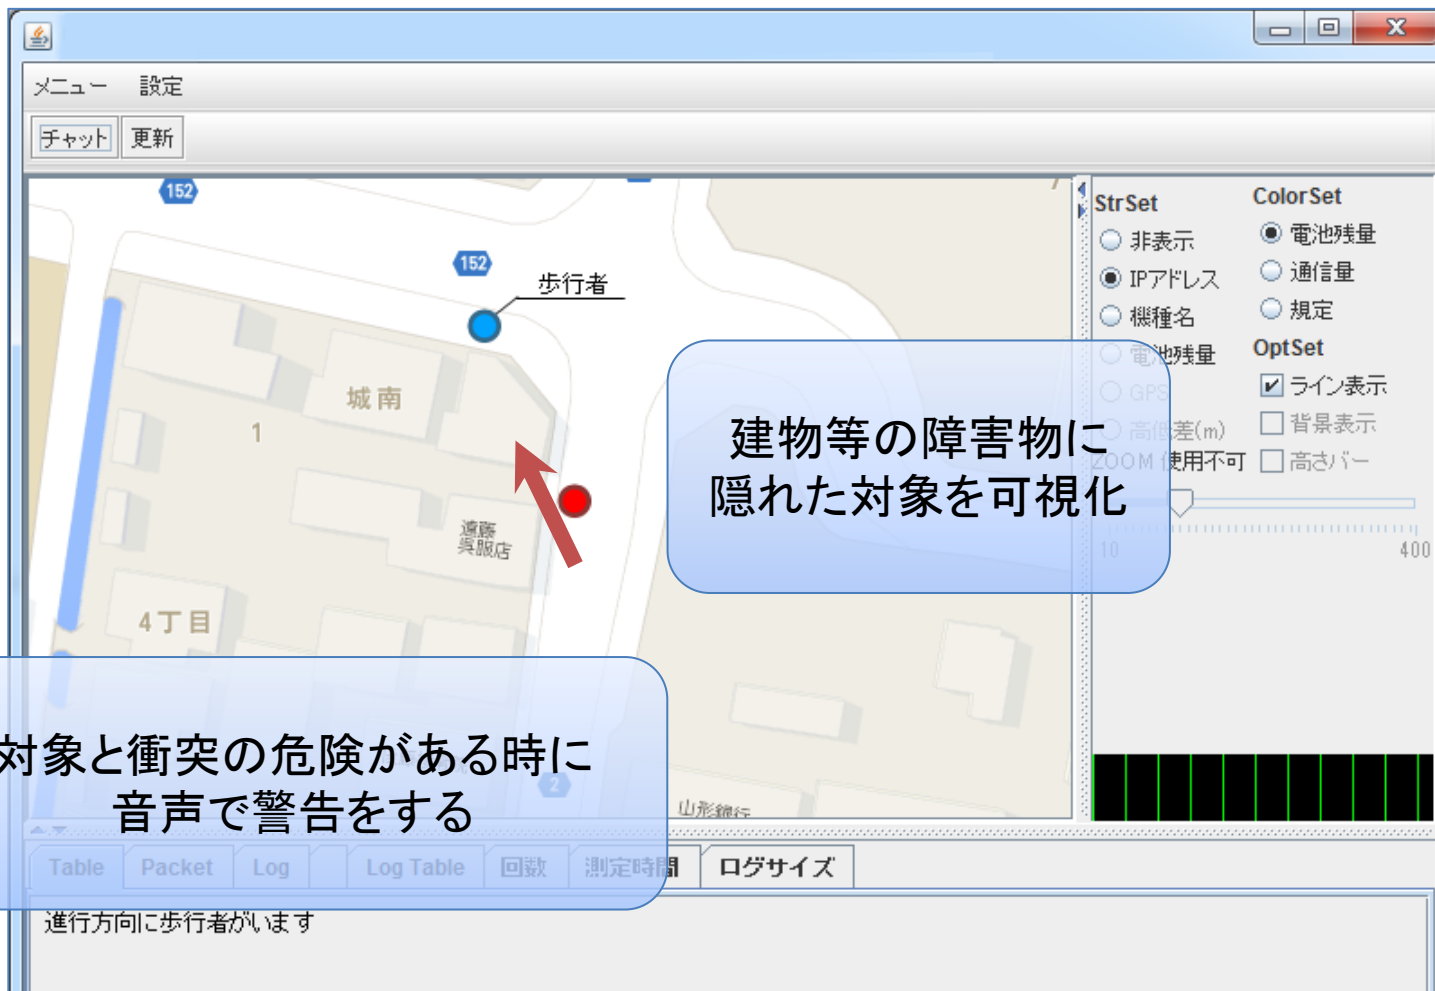 メニュー 設定
チャット 更新
152
152
歩行者
城南
1
遠藤
呉服店
4丁目
2
山形銀行
StrSet
非表示
IPアドレス
機種名
電池残量
GPS
高低差(m)
ZOOM 使用不可
10 400
ColorSet
電池残量
通信量
規定
OptSet
ライン表示
背景表示
高さバー
建物等の障害物に
隠れた対象を可視化
対象と衝突の危険がある時に
音声で警告をする
Table Packet Log Log Table 回数 測定時間 ログサイズ
進行方向に歩行者がいます